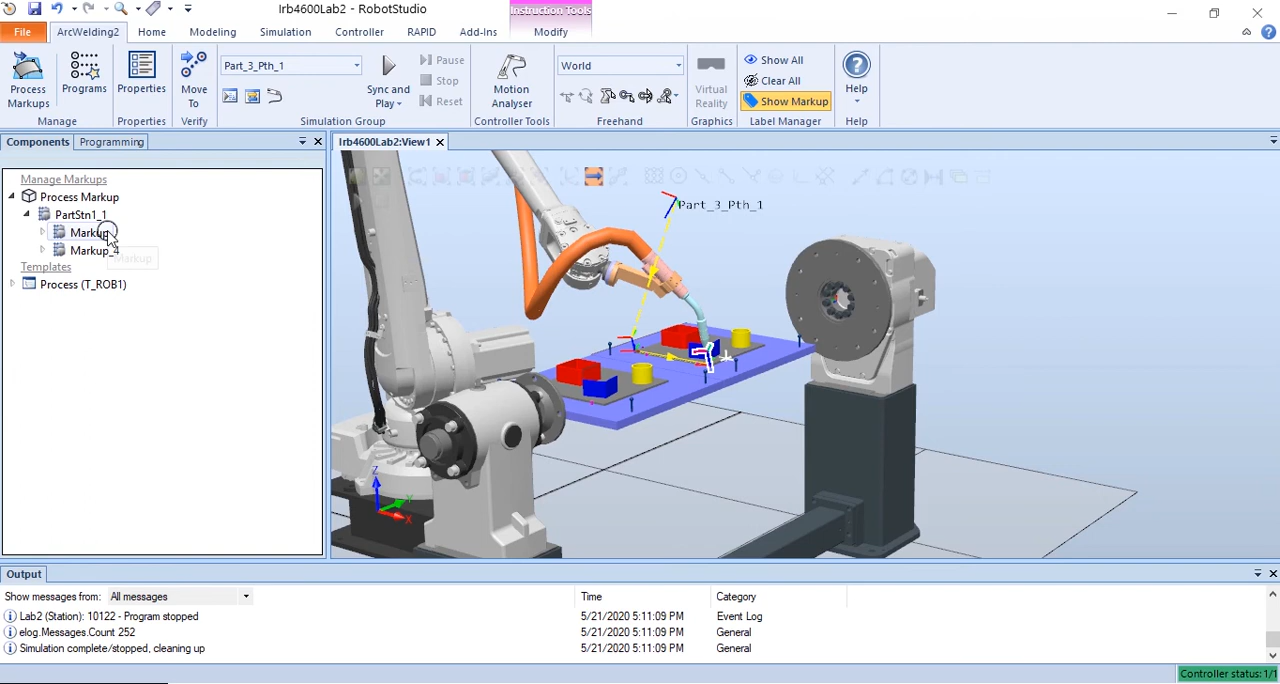 Irb4600Lab2 - RobotStudio
Instruction Tools
File ArcWelding2 Home Modeling Simulation Controller RAPID Add-Ins Modify
Process Markups
Programs
Manage
Properties
Properties
Move To
Verify
Part_3_Pth_1
Sync and Play
Pause
Stop
Reset
Simulation Group
Motion Analyser
Controller Tools
World
Freehand
Virtual Reality
Graphics
Show All
Clear All
Show Markup
Label Manager
Help
Help
Components Programming
Irb4600Lab2:View1
Manage Markups
Process Markup
PartStn1_1
Markup
Markup_4
Markup
Templates
Process (T_ROB1)
Part_3_Pth_1
Z
Y
X
Output
Show messages from: All messages Time Category
Lab2 (Station): 10122 - Program stopped 5/21/2020 5:11:09 PM Event Log
elog.Messages.Count 252 5/21/2020 5:11:09 PM General
Simulation complete/stopped, cleaning up 5/21/2020 5:11:09 PM General
Controller status: 1/1